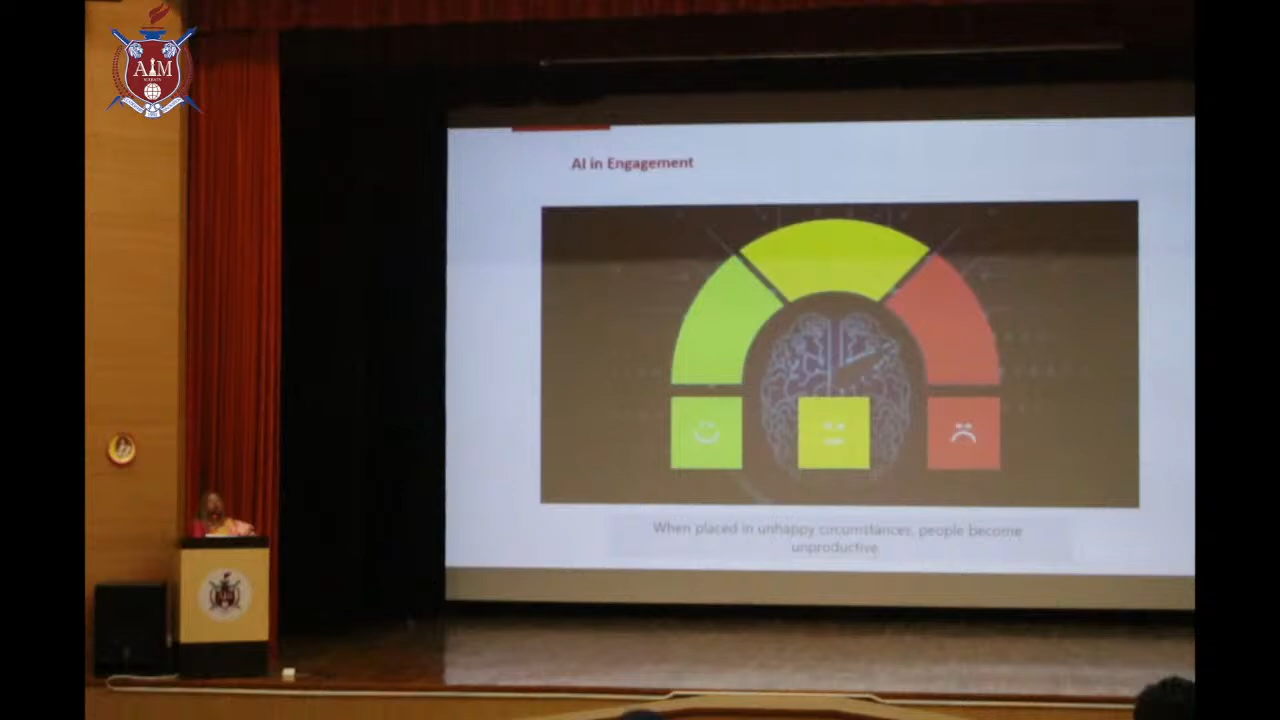 AIM
AI in Engagement
When placed in unhappy circumstances, people become
unproductive.